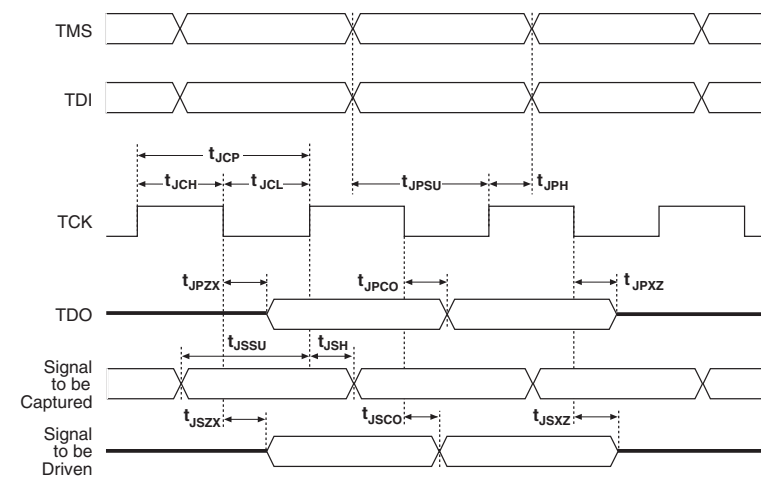 TMS
TDI
tJCP
tJCH
tJCL
tJPSU
tJPH
TCK
tJPZX
tJPCO
tJPXZ
TDO
tJSSU
tJSH
Signal
to be
Captured
tJSZX
tJSCO
tJSXZ
Signal
to be
Driven